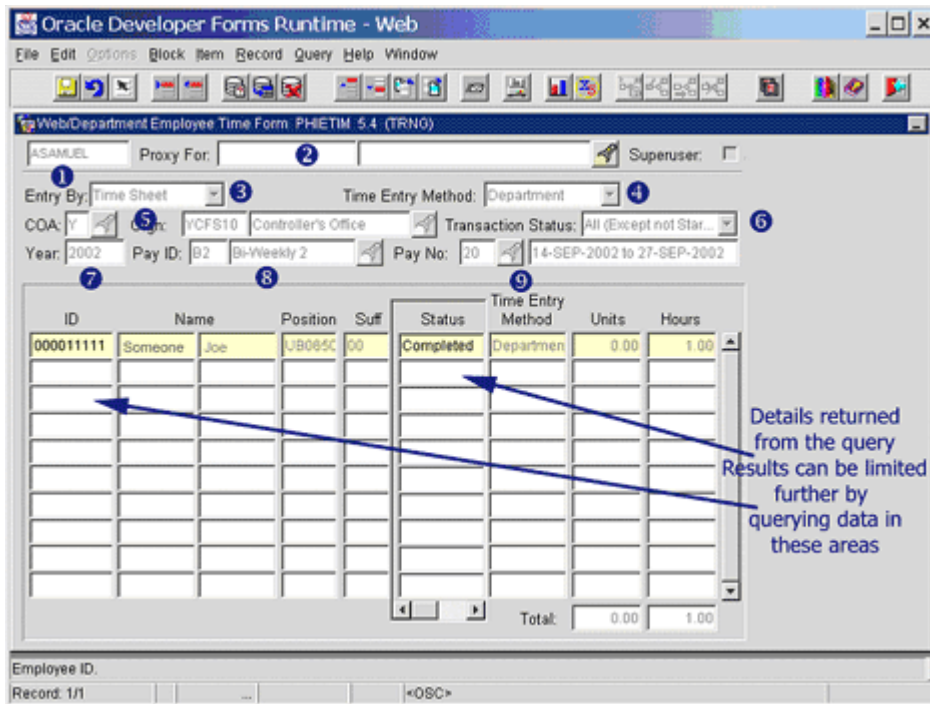 Oracle Developer Forms Runtime - Web
File Edit Options Block Item Record Query Help Window
Web/Department Employee Time Form PHIETIM 5.4 (TRNG)
ASAMUEL Proxy For: 2 Superuser:
1
Entry By: Time Sheet 3 Time Entry Method: Department 4
COA: Y 5 YCFS10 Controller's Office Transaction Status: All (Except not Star... 6
Year: 2002 Pay ID: B2 Bi-Weekly 2 Pay No: 20 14-SEP-2002 to 27-SEP-2002
7 8 9
Time Entry
ID Name Position Suff Status Method Units Hours
000011111 Someone Joe UB085C 00 Completed Departmen 0.00 1.00
Details returned
from the query
Results can be limited
further by
querying data in
these areas
Total: 0.00 1.00
Employee ID.
Record: 1/1 ... <OSC>